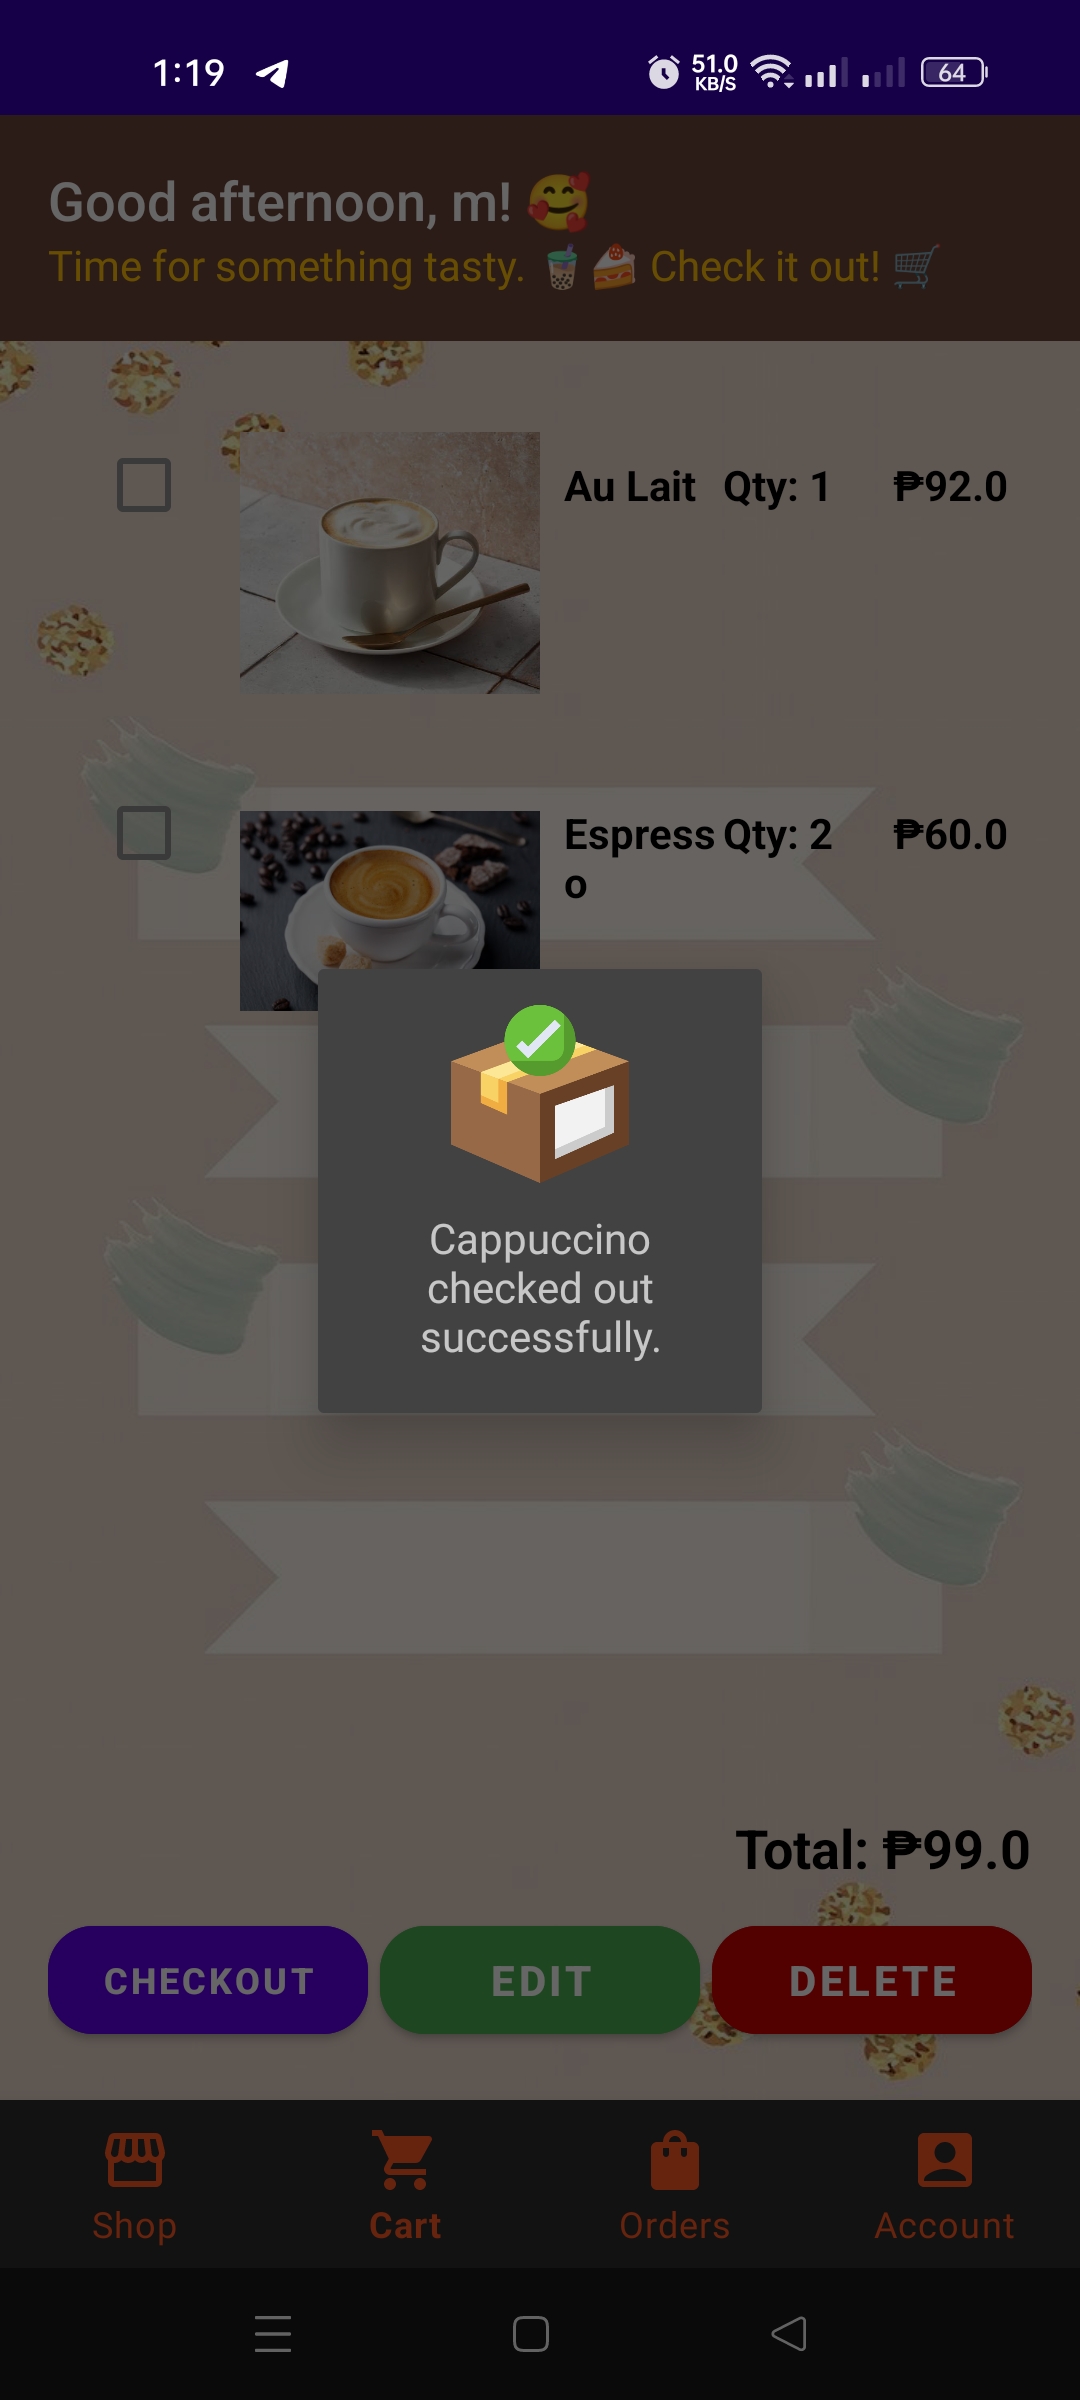 1:19 51.0 KB/S 64
Good afternoon, m! 🥰
Time for something tasty. 🧋🍰 Check it out! 🛒
Au Lait Qty: 1 ₱92.0
Espress Qty: 2 ₱60.0
o
Cappuccino
checked out
successfully.
Total: ₱99.0
CHECKOUT EDIT DELETE
Shop Cart Orders Account